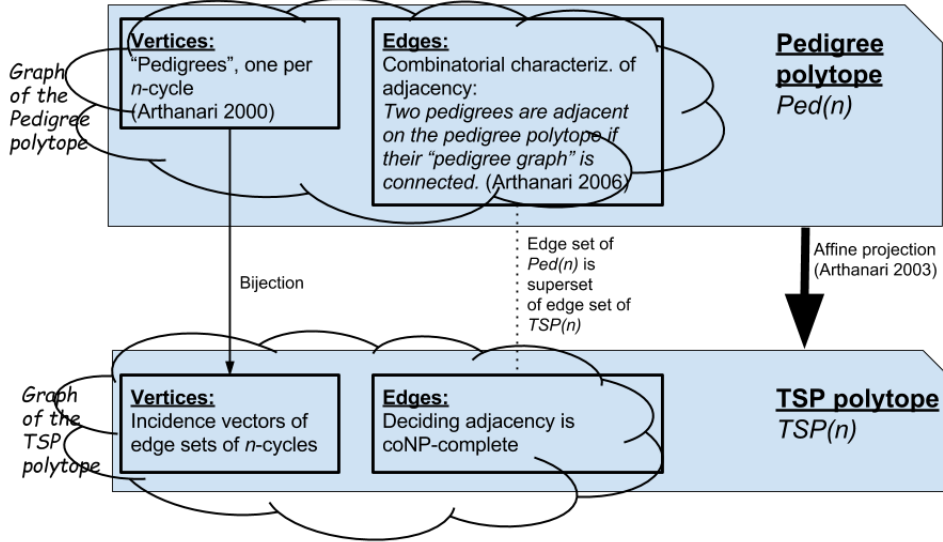 Graph
of the
Pedigree
polytope
Vertices:
“Pedigrees”, one per
n-cycle
(Arthanari 2000)
Edges:
Combinatorial characteriz. of
adjacency:
Two pedigrees are adjacent
on the pedigree polytope if
their “pedigree graph” is
connected. (Arthanari 2006)
Pedigree
polytope
Ped(n)
Bijection
Edge set of
Ped(n) is
superset
of edge set of
TSP(n)
Affine projection
(Arthanari 2003)
Graph
of the
TSP
polytope
Vertices:
Incidence vectors of
edge sets of n-cycles
Edges:
Deciding adjacency is
coNP-complete
TSP polytope
TSP(n)